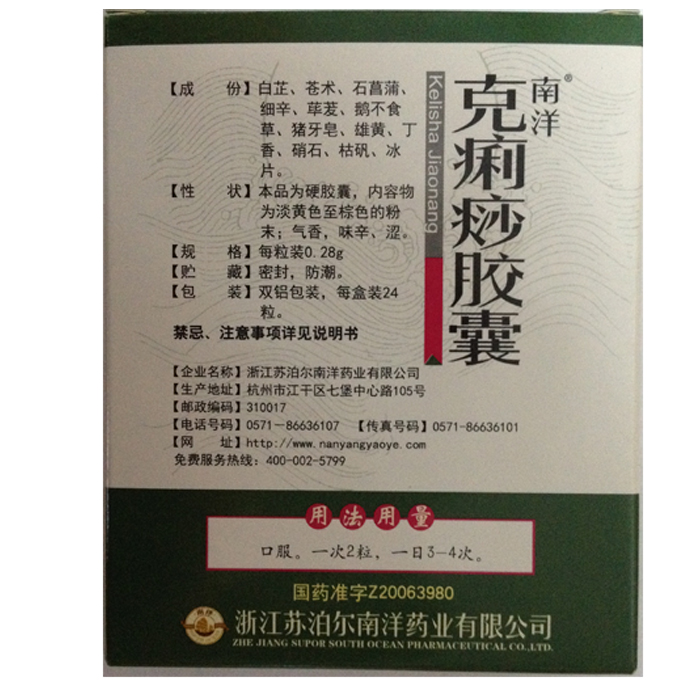 南洋®
克痢痧胶囊
Kelisha Jiaonang
【成 份】白芷、苍术、石菖蒲、
细辛、荜茇、鹅不食
草、猪牙皂、雄黄、丁
香、硝石、枯矾、冰
片。
【性 状】本品为硬胶囊，内容物
为淡黄色至棕色的粉
末；气香，味辛、涩。
【规 格】每粒装0.28g
【贮 藏】密封，防潮。
【包 装】双铝包装，每盒装24
粒。
禁忌、注意事项详见说明书
【企业名称】浙江苏泊尔南洋药业有限公司
【生产地址】杭州市江干区七堡中心路105号
【邮政编码】310017
【电话号码】0571-86636107 【传真号码】0571-86636101
【网 址】http://www.nanyangyaoye.com
免费服务热线：400-002-5799
用法用量
口服。一次2粒，一日3-4次。
国药准字Z20063980
浙江苏泊尔南洋药业有限公司
ZHE JIANG SUPOR SOUTH OCEAN PHARMACEUTICAL CO.,LTD.